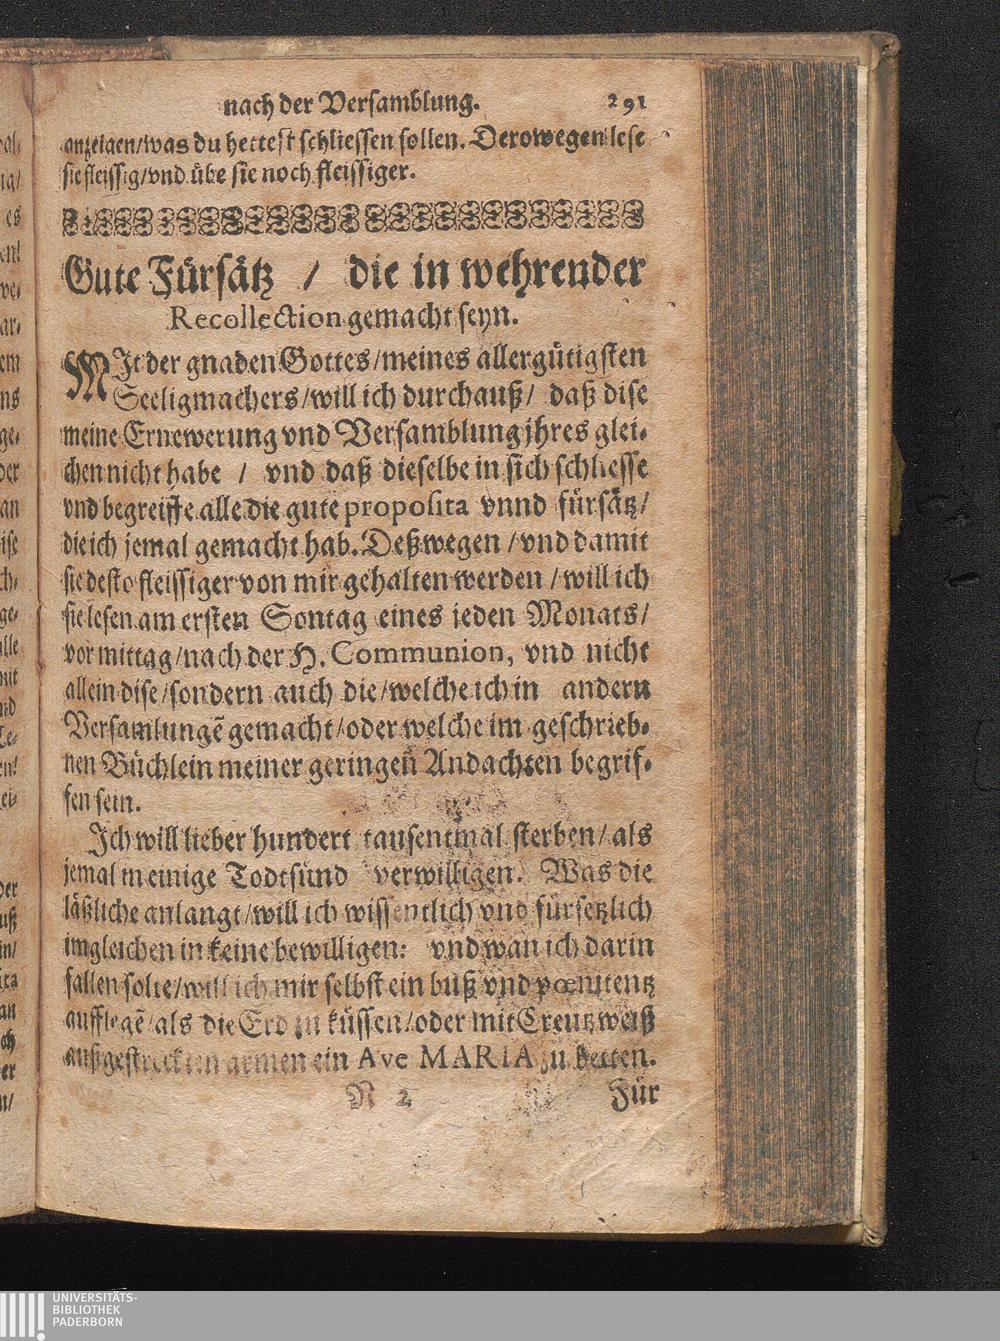 nach der Versamblung. 291
anzeigen/was du hettest schliessen sollen. Derowegen lese
sie fleissig/vnd übe sie noch fleissiger.
Gute Fürsätz / die in wehrender
Recollection gemacht seyn.
MIt der gnaden Gottes/meines allergütigsten
Seeligmachers/will ich durchauß/ daß dise
meine Ernewerung vnd Versamblung jhres glei-
chen nicht habe / vnd daß dieselbe in sich schliesse
vnd begreiffe alle die gute proposita vnnd fürsätz/
die ich jemal gemacht hab. Deßwegen/vnd damit
sie desto fleissiger von mir gehalten werden/will ich
sie lesen am ersten Sontag eines jeden Monats/
vormittag/nach der H. Communion, vnd nicht
allein dise/sondern auch die/welche ich in andern
Versamlungē gemacht/oder welche im geschrieb-
nen Büchlein meiner geringen Andachten begrif-
fen sein.
Ich will lieber hundert tausentmal sterben/als
jemal in einige Todtsünd verwilligen. Was die
läßliche anlangt/will ich wissentlich vnd fürsetzlich
imgleichen in keine bewilligen: vnd wan ich darin
fallen solte/will ich mir selbst ein buß vnd pœnitentz
aufflegē/als die Erd zu küssen/oder mit Creutzweiß
außgestreckten armen ein Ave MARIA zu betten.
N 2 Für
UNIVERSITÄTS-
BIBLIOTHEK
PADERBORN